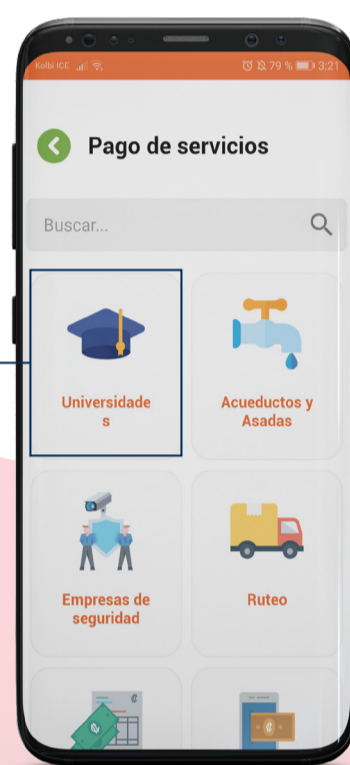 Kolbi ICE
79 % 3:21
Pago de servicios
Buscar...
Universidade
s
Acueductos y
Asadas
Empresas de
seguridad
Ruteo
₡
₡
₡